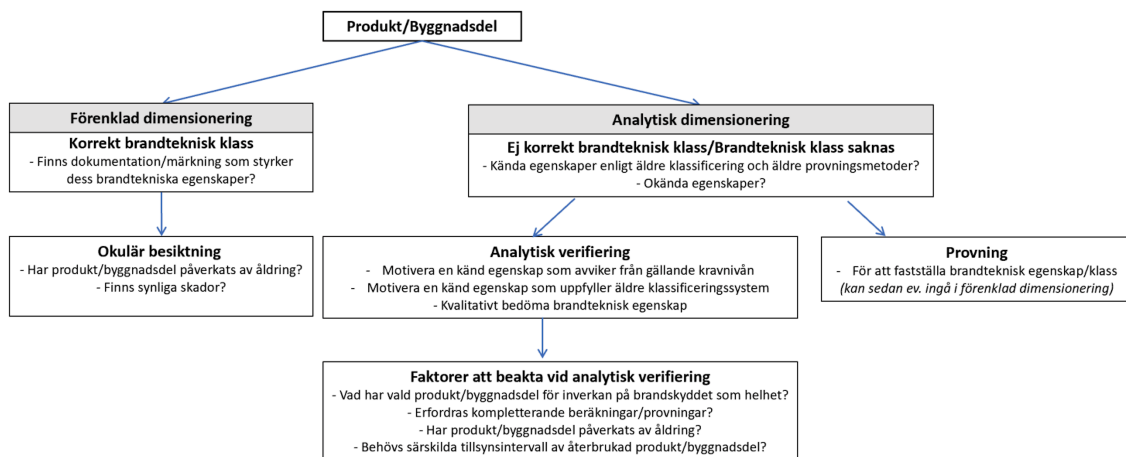 Produkt/Byggnadsdel
Förenklad dimensionering
Korrekt brandteknisk klass
- Finns dokumentation/märkning som styrker
dess brandtekniska egenskaper?
Analytisk dimensionering
Ej korrekt brandteknisk klass/Brandteknisk klass saknas
- Kända egenskaper enligt äldre klassificering och äldre provningsmetoder?
- Okända egenskaper?
Okulär besiktning
- Har produkt/byggnadsdel påverkats av åldring?
- Finns synliga skador?
Analytisk verifiering
- Motivera en känd egenskap som avviker från gällande kravnivån
- Motivera en känd egenskap som uppfyller äldre klassificeringssystem
- Kvalitativt bedöma brandteknisk egenskap
Provning
- För att fastställa brandteknisk egenskap/klass
(kan sedan ev. ingå i förenklad dimensionering)
Faktorer att beakta vid analytisk verifiering
- Vad har vald produkt/byggnadsdel för inverkan på brandskyddet som helhet?
- Erfordras kompletterande beräkningar/provningar?
- Har produkt/byggnadsdel påverkats av åldring?
- Behövs särskilda tillsynsintervall av återbrukad produkt/byggnadsdel?